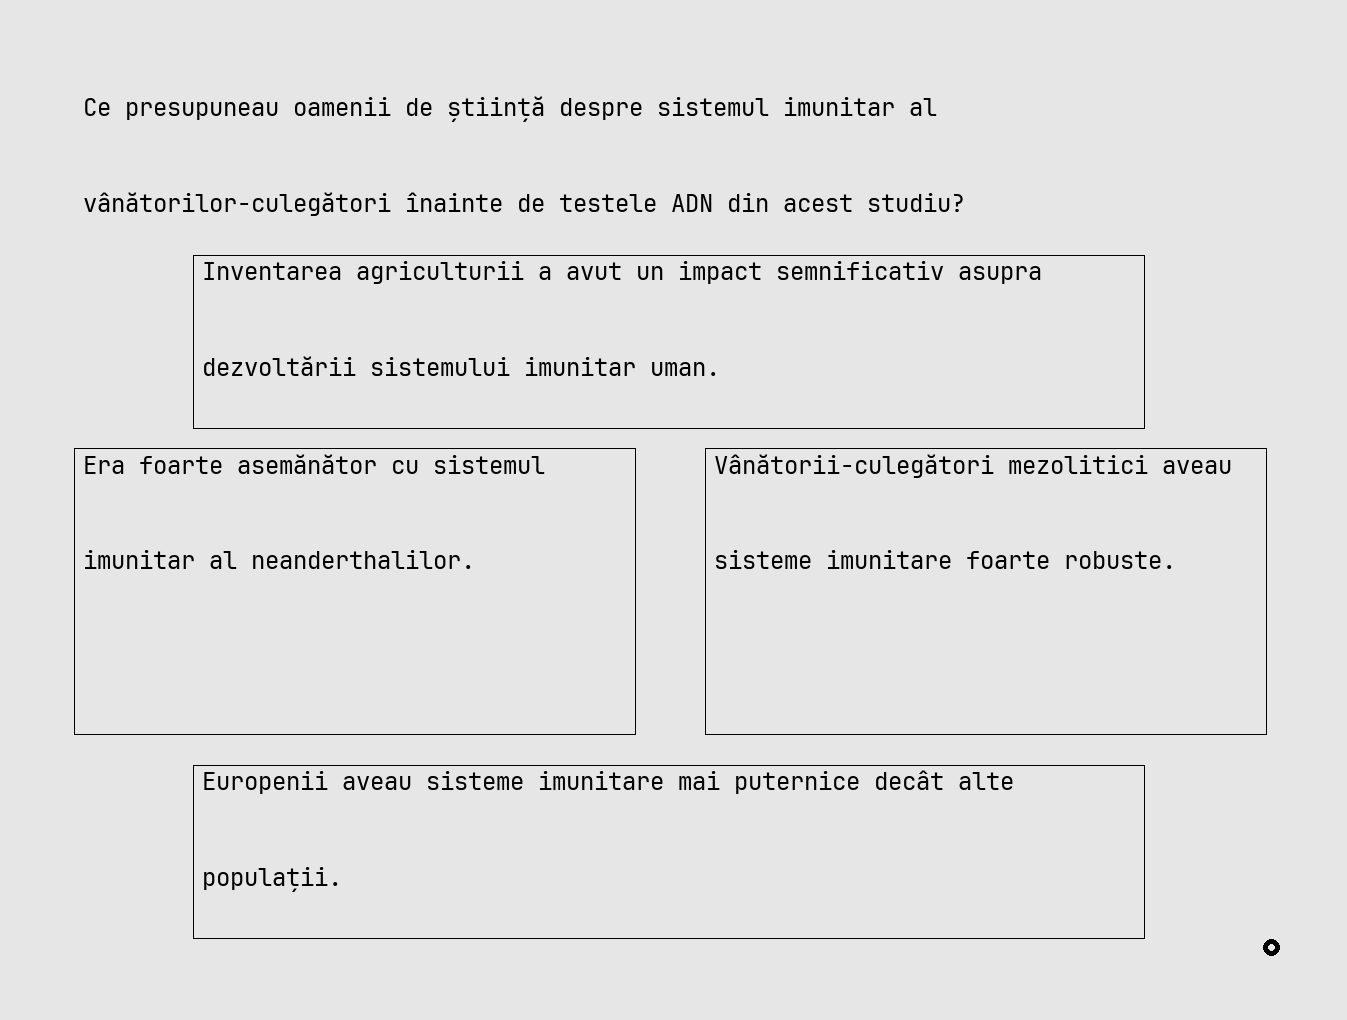 Ce presupuneau oamenii de știință despre sistemul imunitar al
vânătorilor-culegători înainte de testele ADN din acest studiu?
Inventarea agriculturii a avut un impact semnificativ asupra
dezvoltării sistemului imunitar uman.
Era foarte asemănător cu sistemul
imunitar al neanderthalilor.
Vânătorii-culegători mezolitici aveau
sisteme imunitare foarte robuste.
Europenii aveau sisteme imunitare mai puternice decât alte
populații.